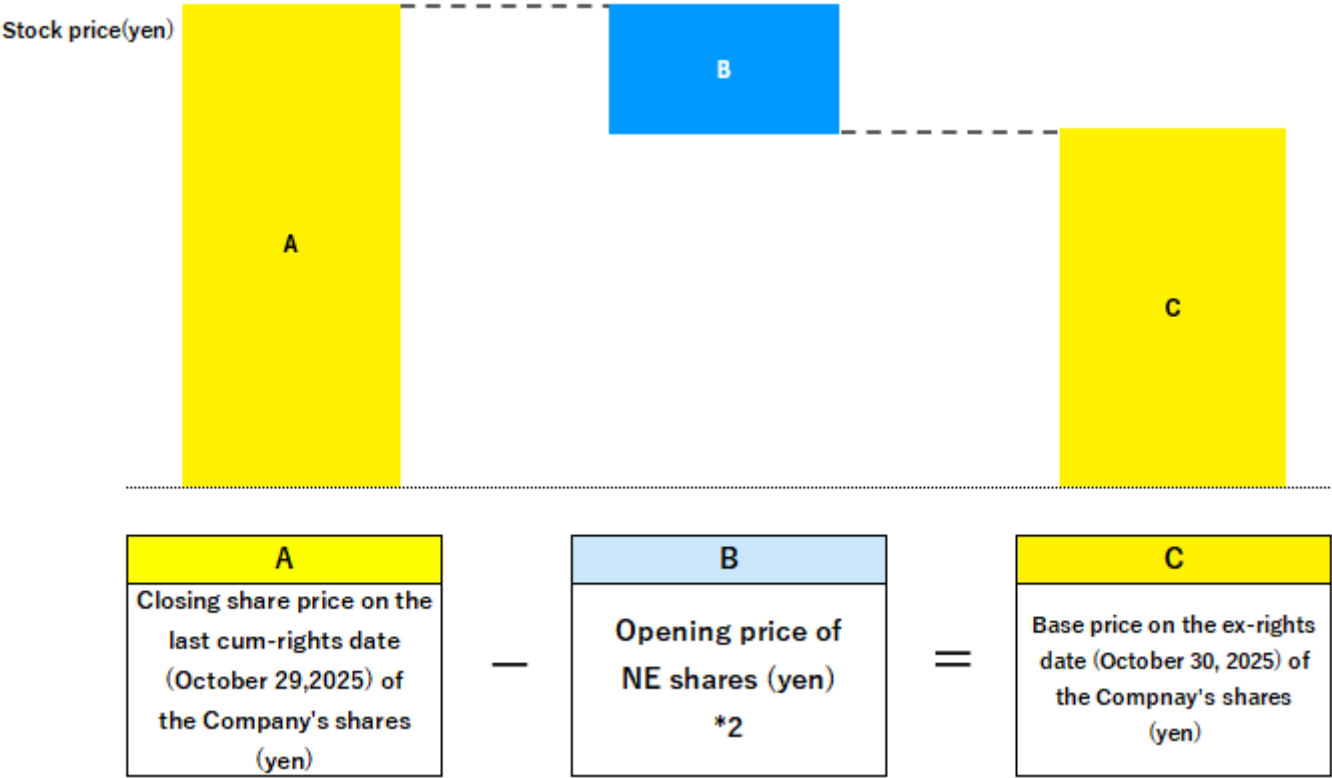 Stock price(yen)
B
A
C
A
Closing share price on the
last cum-rights date
(October 29,2025) of
the Company's shares
(yen)
−
B
Opening price of
NE shares (yen)
*2
=
C
Base price on the ex-rights
date (October 30, 2025) of
the Compnay's shares
(yen)